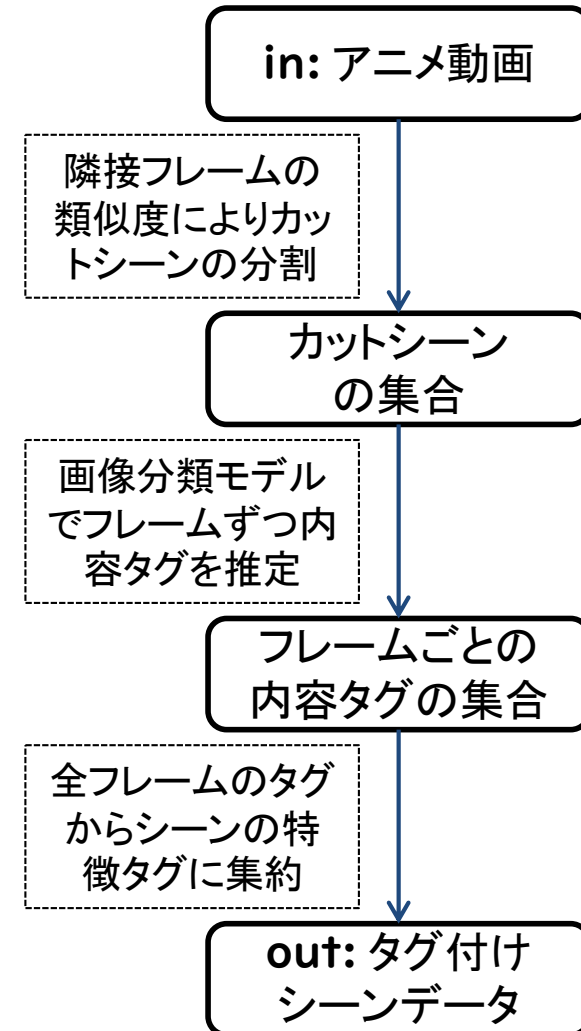 in: アニメ動画
隣接フレームの
類似度によりカッ
トシーンの分割
カットシーン
の集合
画像分類モデル
でフレームずつ内
容タグを推定
フレームごとの
内容タグの集合
全フレームのタグ
からシーンの特
徴タグに集約
out: タグ付け
シーンデータ